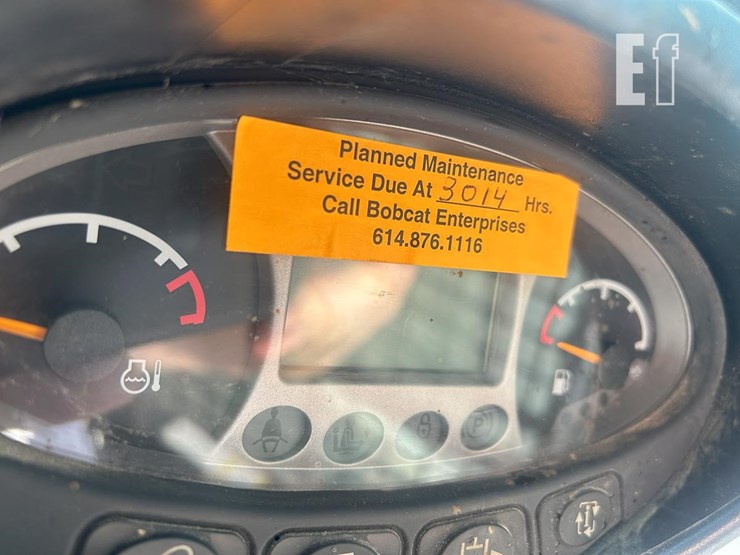 Ef
Planned Maintenance
Service Due At 3014 Hrs.
Call Bobcat Enterprises
614.876.1116
P